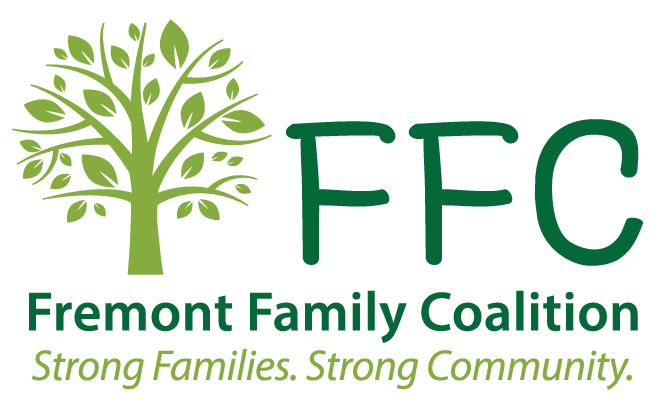 FFC
Fremont Family Coalition
Strong Families. Strong Community.